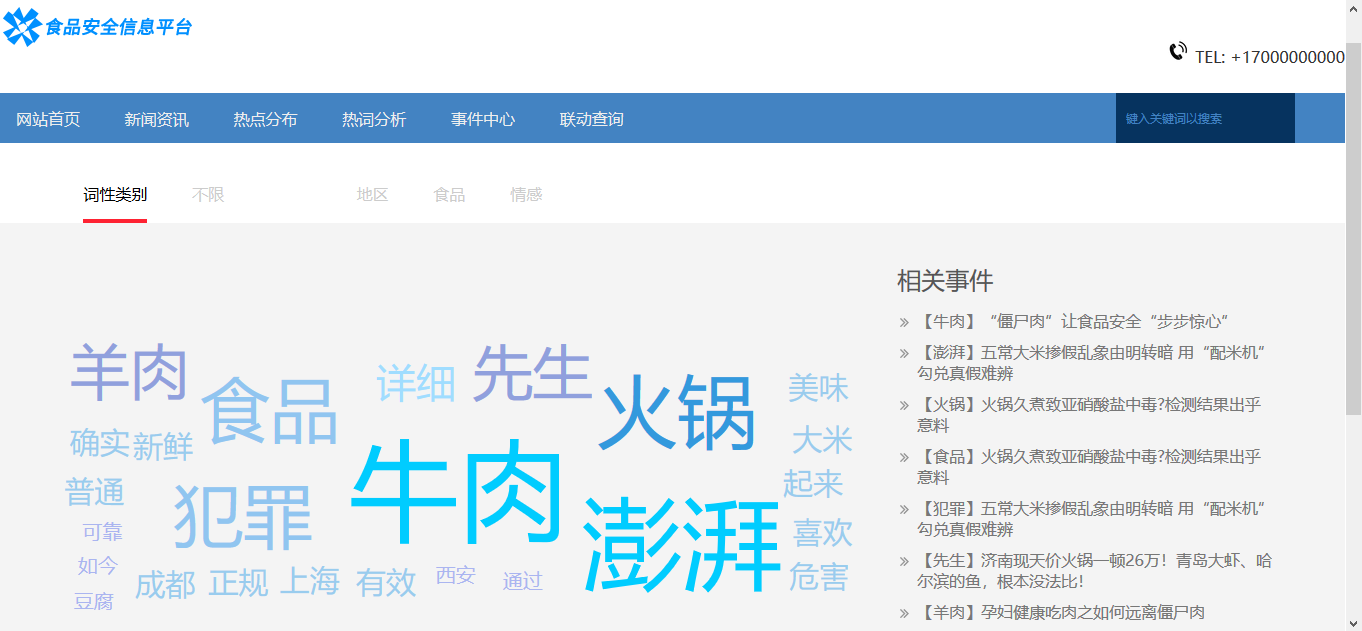 食品安全信息平台
TEL: +17000000000
网站首页 新闻资讯 热点分布 热词分析 事件中心 联动查询 键入关键词以搜索
词性类别 不限 地区 食品 情感
相关事件
【牛肉】“僵尸肉”让食品安全“步步惊心”
【澎湃】五常大米掺假乱象由明转暗 用“配米机”
勾兑真假难辨
【火锅】火锅久煮致亚硝酸盐中毒?检测结果出乎
意料
【食品】火锅久煮致亚硝酸盐中毒?检测结果出乎
意料
【犯罪】五常大米掺假乱象由明转暗 用“配米机”
勾兑真假难辨
【先生】济南现天价火锅一顿26万！青岛大虾、哈
尔滨的鱼，根本没法比！
【羊肉】孕妇健康吃肉之如何远离僵尸肉
羊肉
食品
详细
先生
火锅
美味
确实
新鲜
大米
普通
犯罪
牛肉
澎湃
起来
可靠
喜欢
如今
成都
正规
上海
有效
西安
通过
危害
豆腐